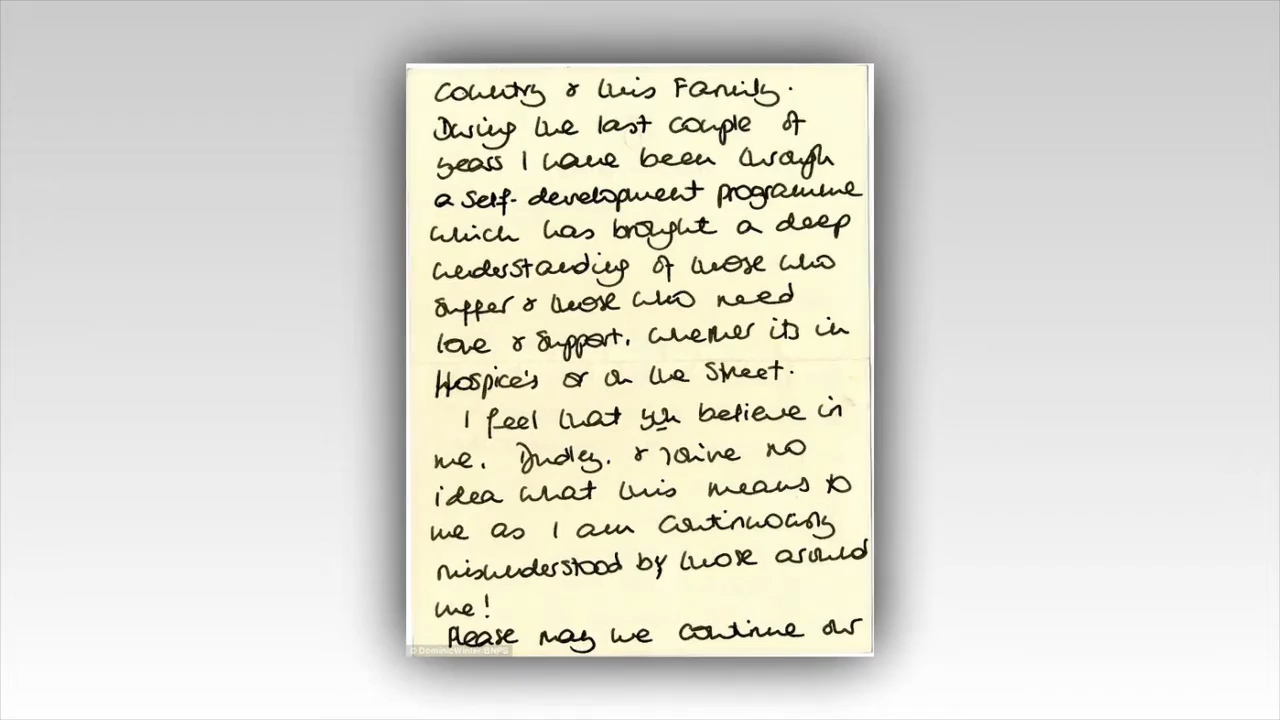 Country & this Family.
During the last couple of
years I have been through
a self-development programme
which has brought a deep
understanding of those who
suffer & those who need
love & support, whether its in
Hospice's or on the street.
I feel that you believe in
me, Dudley, & no
idea what this means to
me as I am continuously
misunderstood by those around
me!
Please may we continue our
© DominicWinter/BNPS